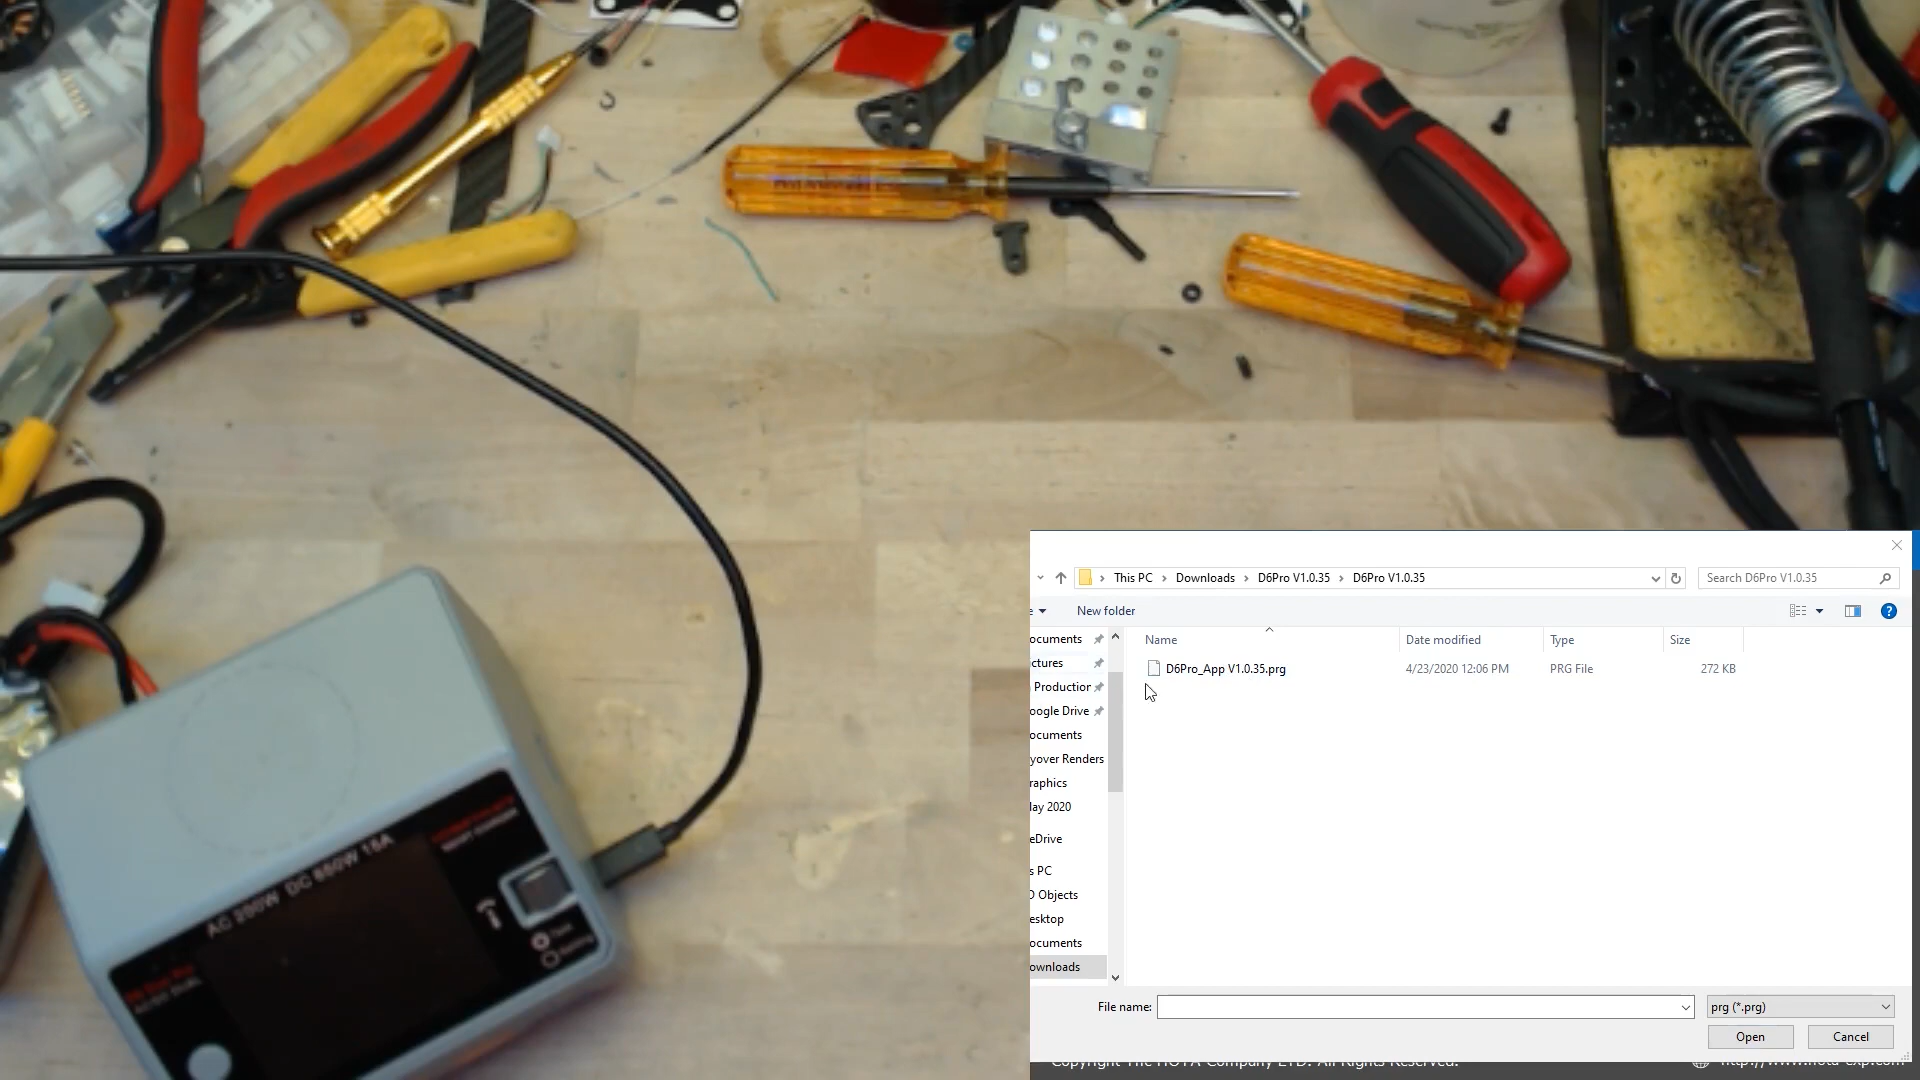 This PC > Downloads > D6Pro V1.0.35 > D6Pro V1.0.35
Search D6Pro V1.0.35
New folder
Name
Date modified
Type
Size
D6Pro_App V1.0.35.prg
4/23/2020 12:06 PM
PRG File
272 KB
ocuments
ctures
Production
oogle Drive
ocuments
yover Renders
raphics
ay 2020
eDrive
s PC
D Objects
esktop
ocuments
ownloads
File name:
prg (*.prg)
Open
Cancel
AC 200W DC 650W 15A